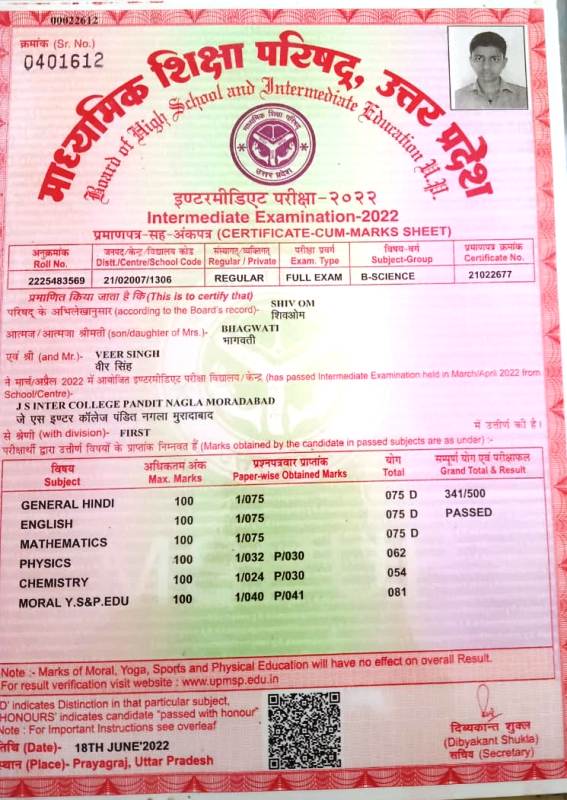 00022612
क्रमांक (Sr. No.)
0401612
माध्यमिक शिक्षा परिषद्, उत्तर प्रदेश
Board of High School and Intermediate Education U.P.
माध्यमिक शिक्षा परिषद्
उत्तर प्रदेश
इण्टरमीडिएट परीक्षा-२०२२
Intermediate Examination-2022
प्रमाणपत्र-सह-अंकपत्र (CERTIFICATE-CUM-MARKS SHEET)
अनुक्रमांक जनपद/केन्द्र/विद्यालय कोड संस्थागत/व्यक्तिगत परीक्षा प्रवर्ग विषय-वर्ग प्रमाणपत्र क्रमांक
Roll No. Distt./Centre/School Code Regular / Private Exam. Type Subject-Group Certificate No.
2225483569 21/02007/1306 REGULAR FULL EXAM B-SCIENCE 21022677
प्रमाणित किया जाता है कि (This is to certify that)
परिषद् के अभिलेखानुसार (according to the Board's record)- SHIV OM
शिवओम
आत्मज/आत्मजा श्रीमती (son/daughter of Mrs.)- BHAGWATI
भागवती
एवं श्री (and Mr.)- VEER SINGH
वीर सिंह
ने मार्च/अप्रैल 2022 में आयोजित इण्टरमीडिएट परीक्षा विद्यालय/केन्द्र (has passed Intermediate Examination held in March/April 2022 from
School/Centre)-
J S INTER COLLEGE PANDIT NAGLA MORADABAD
जे एस इण्टर कॉलेज पंडित नगला मुरादाबाद
में उत्तीर्ण की है।
से श्रेणी (with division)- FIRST
परीक्षार्थी द्वारा उत्तीर्ण विषयों के प्राप्तांक निम्नवत हैं (Marks obtained by the candidate in passed subjects are as under) :-
विषय अधिकतम अंक प्रश्नपत्रवार प्राप्तांक योग सम्पूर्ण योग एवं परीक्षाफल
Subject Max. Marks Paper-wise Obtained Marks Total Grand Total & Result
GENERAL HINDI 100 1/075 075 D 341/500
ENGLISH 100 1/075 075 D PASSED
MATHEMATICS 100 1/075 075 D
PHYSICS 100 1/032 P/030 062
CHEMISTRY 100 1/024 P/030 054
MORAL Y.S&P.EDU 100 1/040 P/041 081
Note :- Marks of Moral, Yoga, Sports and Physical Education will have no effect on overall Result.
For result verification visit website : www.upmsp.edu.in
D' indicates Distinction in that particular subject,
HONOURS' indicates candidate "passed with honour"
Note : For Important Instructions see overleaf
तिथि (Date)- 18TH JUNE'2022
स्थान (Place)- Prayagraj, Uttar Pradesh
दिव्यकान्त शुक्ल
(Dibyakant Shukla)
सचिव (Secretary)